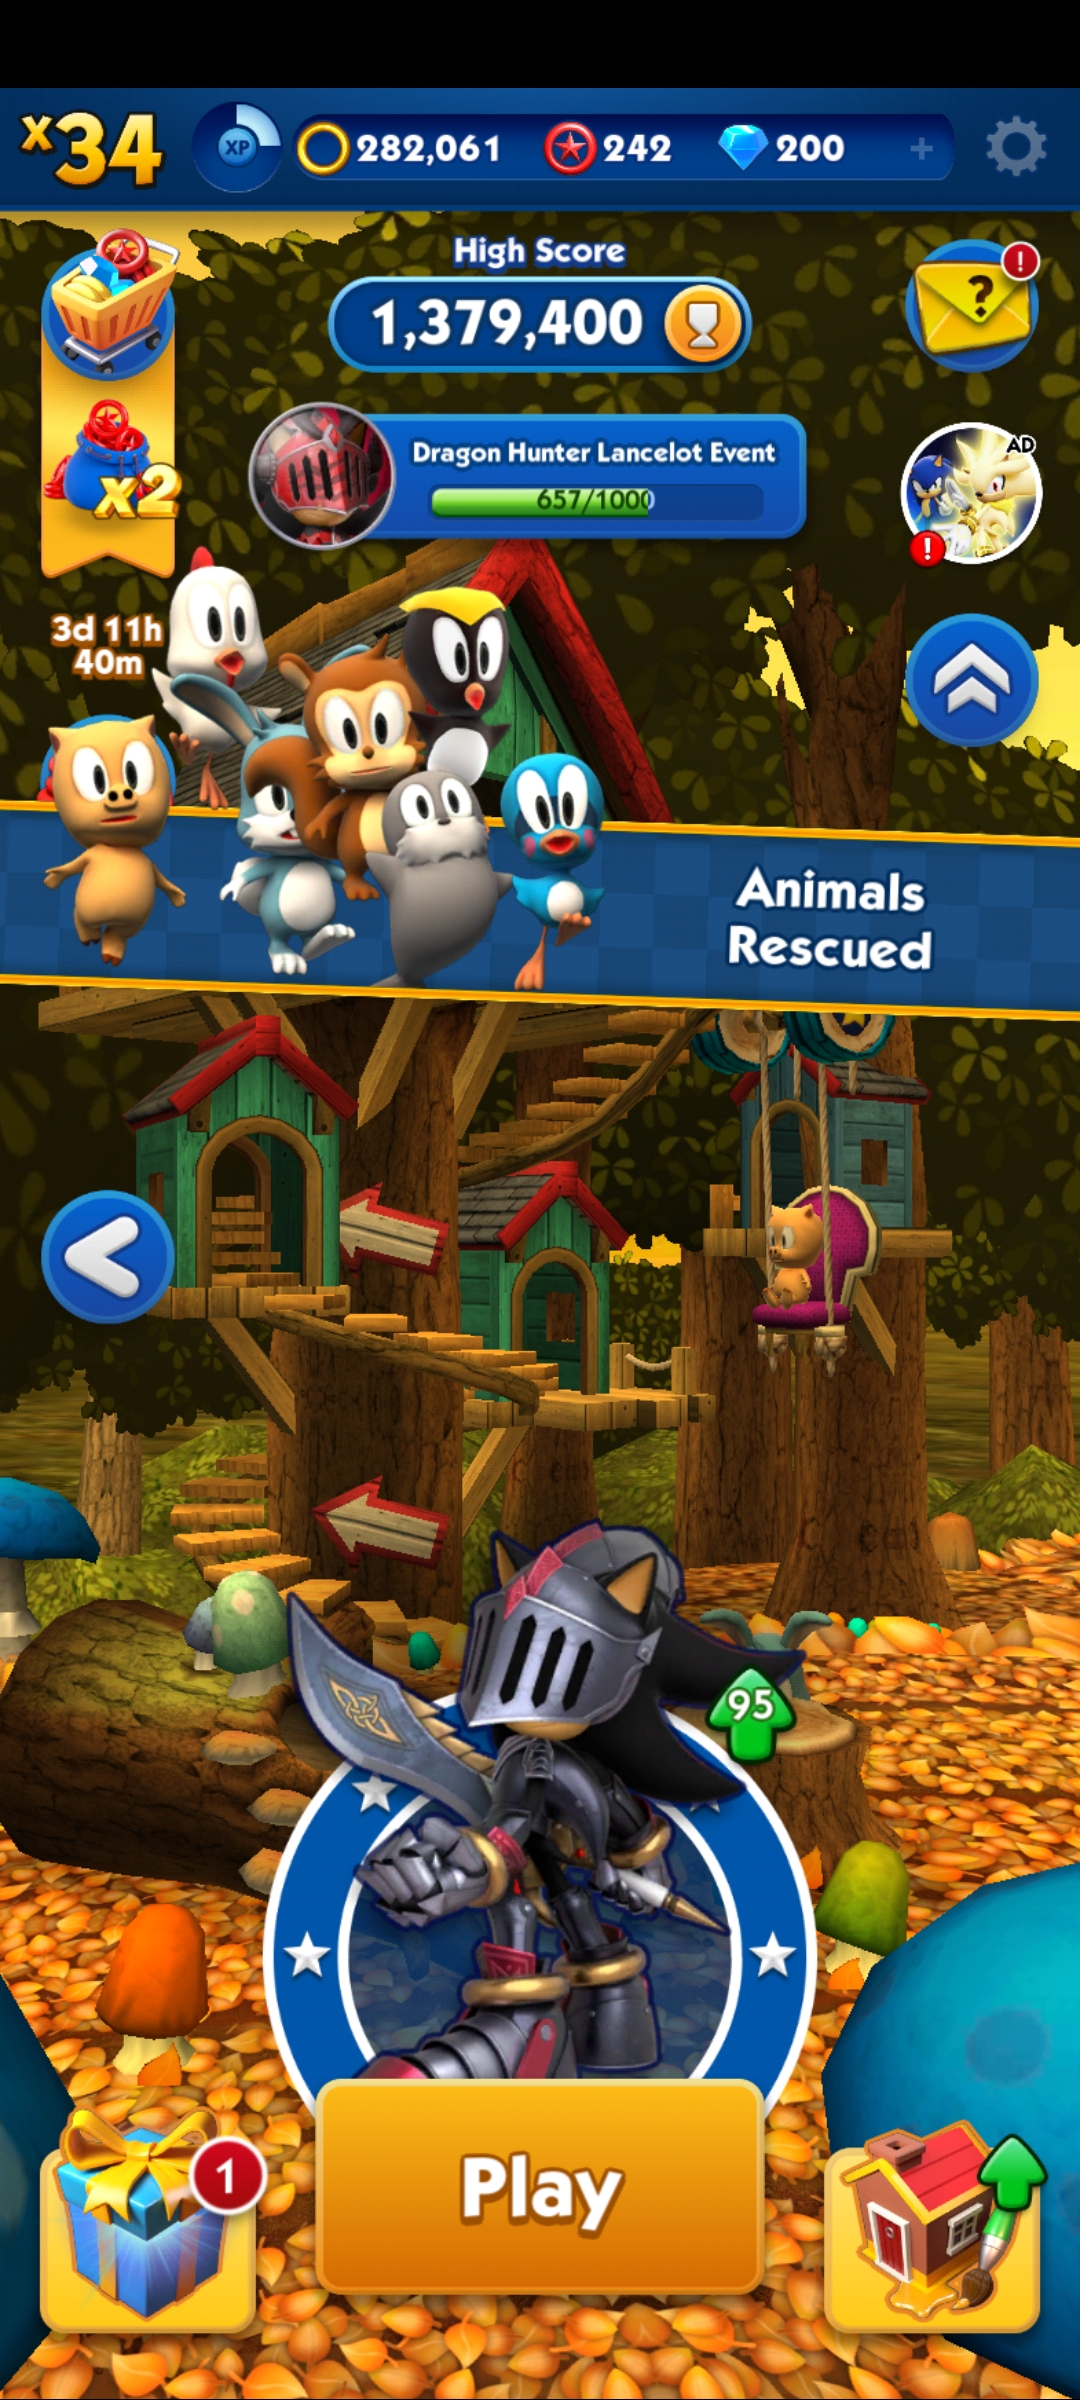 x34
XP
282,061
242
200
+
High Score
1,379,400
?
!
Dragon Hunter Lancelot Event
657/1000
AD
!
x2
3d 11h
40m
Animals
Rescued
95
1
Play